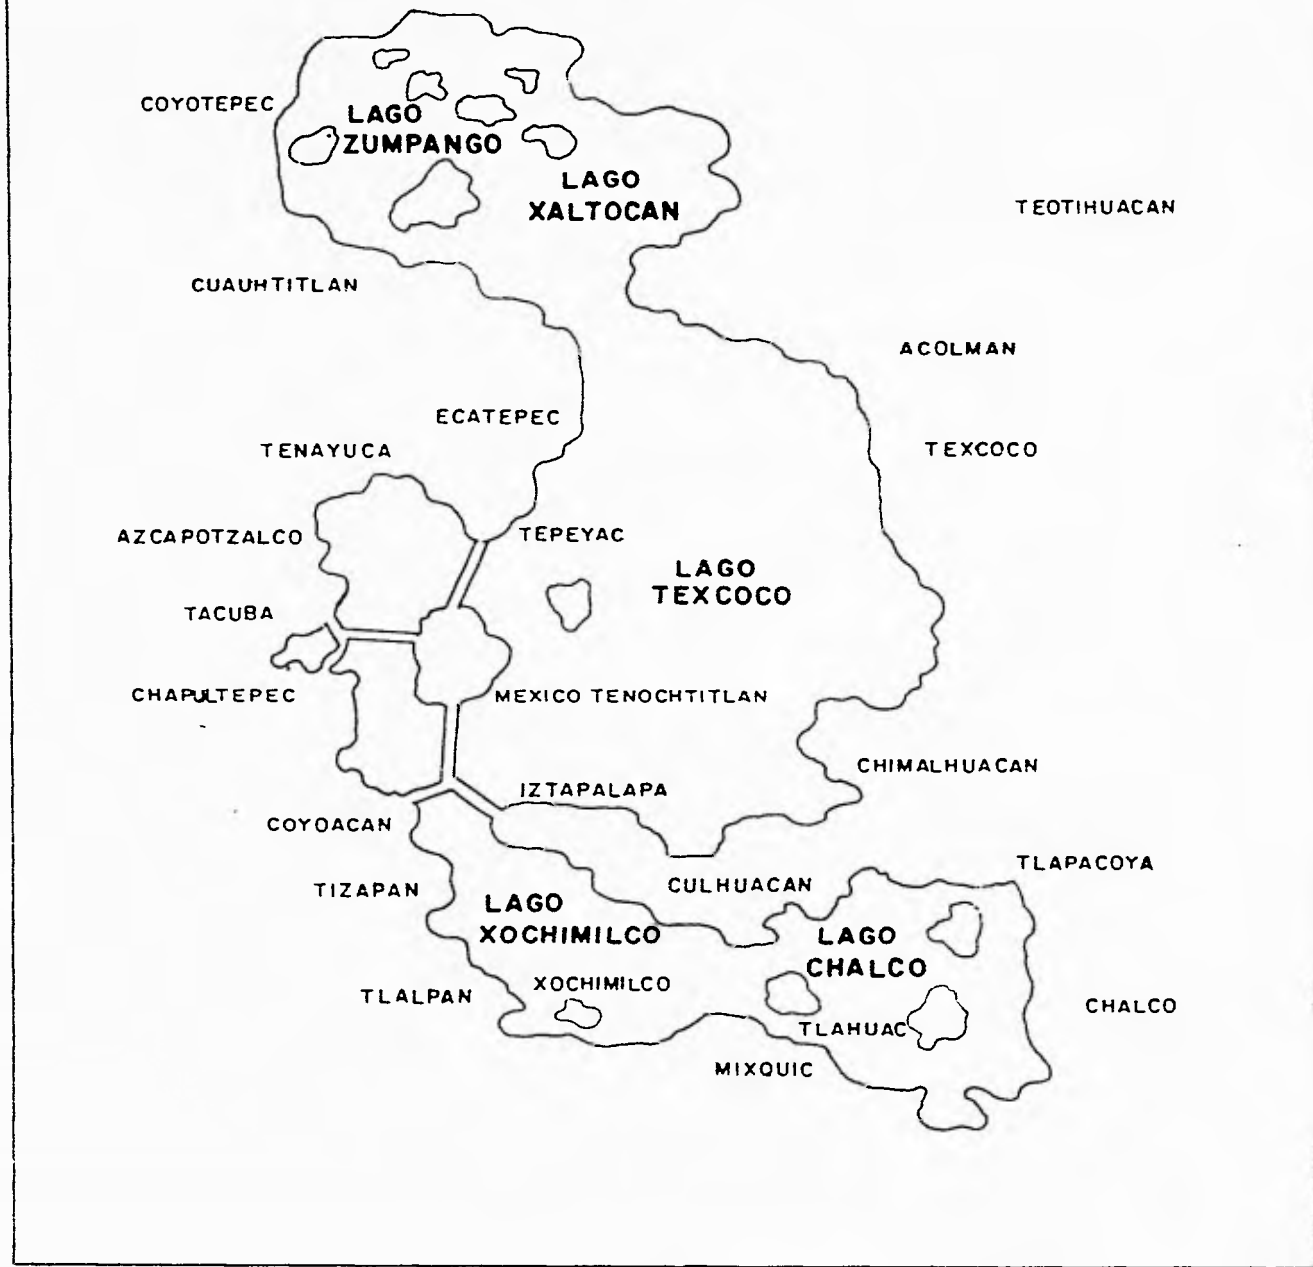 COYOTEPEC
LAGO
ZUMPANGO
LAGO
XALTOCAN
TEOTIHUACAN
CUAUHTITLAN
ACOLMAN
ECATEPEC
TENAYUCA
TEXCOCO
AZCAPOTZALCO
TEPEYAC
LAGO
TEXCOCO
TACUBA
CHAPULTEPEC
MEXICO TENOCHTITLAN
CHIMALHUACAN
IZTAPALAPA
COYOACAN
TLAPACOYA
TIZAPAN
CULHUACAN
LAGO
XOCHIMILCO
LAGO
CHALCO
XOCHIMILCO
TLALPAN
CHALCO
TLAHUAC
MIXQUIC